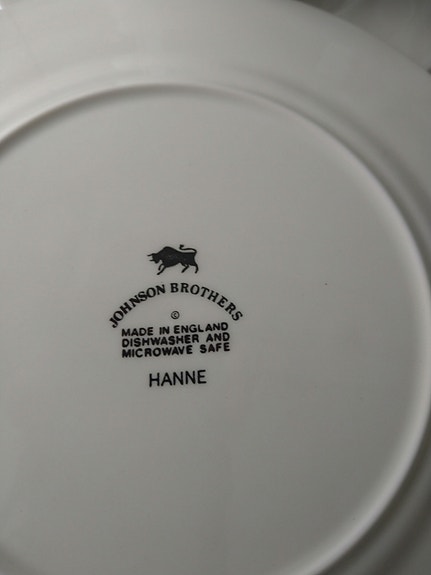 JOHNSON BROTHERS
©
MADE IN ENGLAND
DISHWASHER AND
MICROWAVE SAFE
HANNE